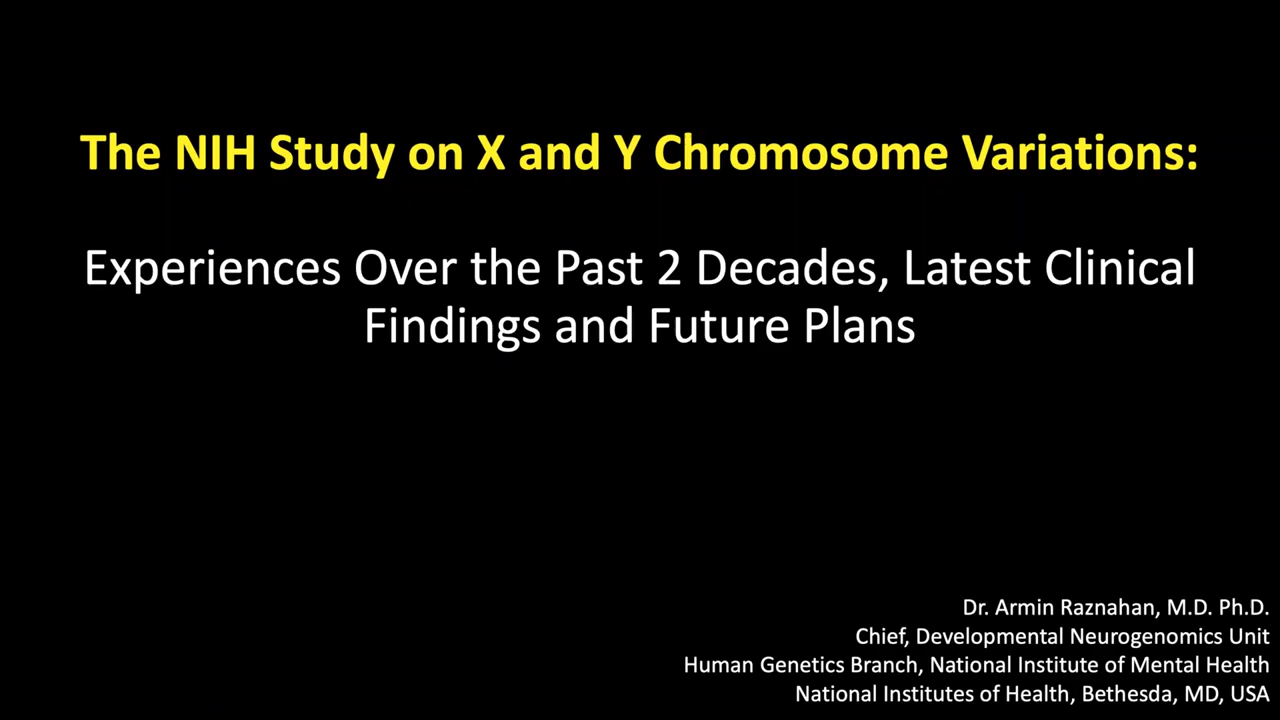 The NIH Study on X and Y Chromosome Variations:
Experiences Over the Past 2 Decades, Latest Clinical
Findings and Future Plans
Dr. Armin Raznahan, M.D. Ph.D.
Chief, Developmental Neurogenomics Unit
Human Genetics Branch, National Institute of Mental Health
National Institutes of Health, Bethesda, MD, USA